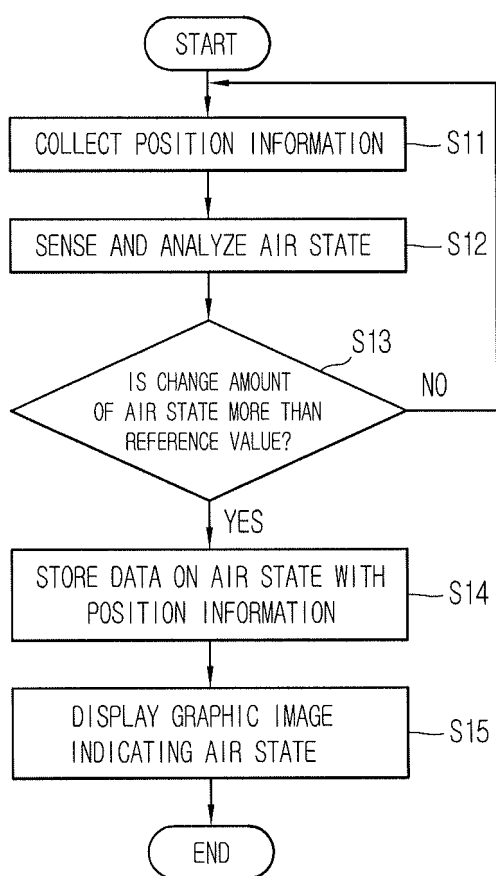 START
COLLECT POSITION INFORMATION
S11
SENSE AND ANALYZE AIR STATE
S12
S13
IS CHANGE AMOUNT
OF AIR STATE MORE THAN
REFERENCE VALUE?
NO
YES
STORE DATA ON AIR STATE WITH
POSITION INFORMATION
S14
DISPLAY GRAPHIC IMAGE
INDICATING AIR STATE
S15
END